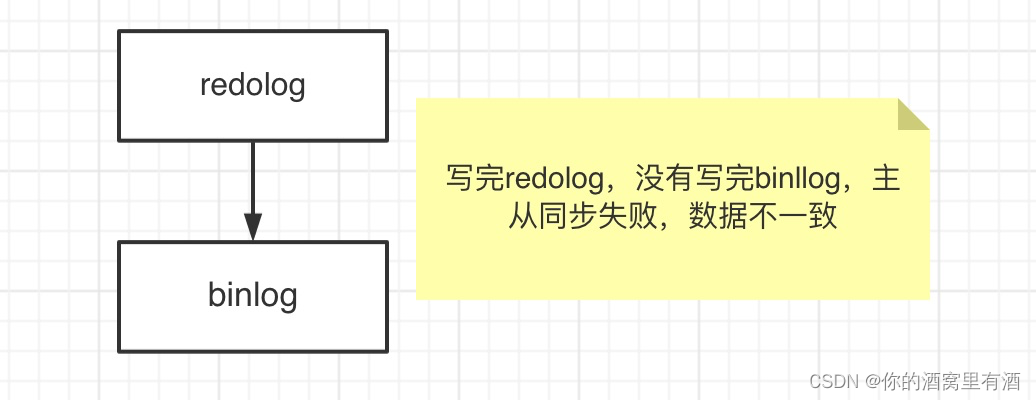 redolog
写完redolog，没有写完binllog，主
从同步失败，数据不一致
binlog
CSDN @你的酒窝里有酒